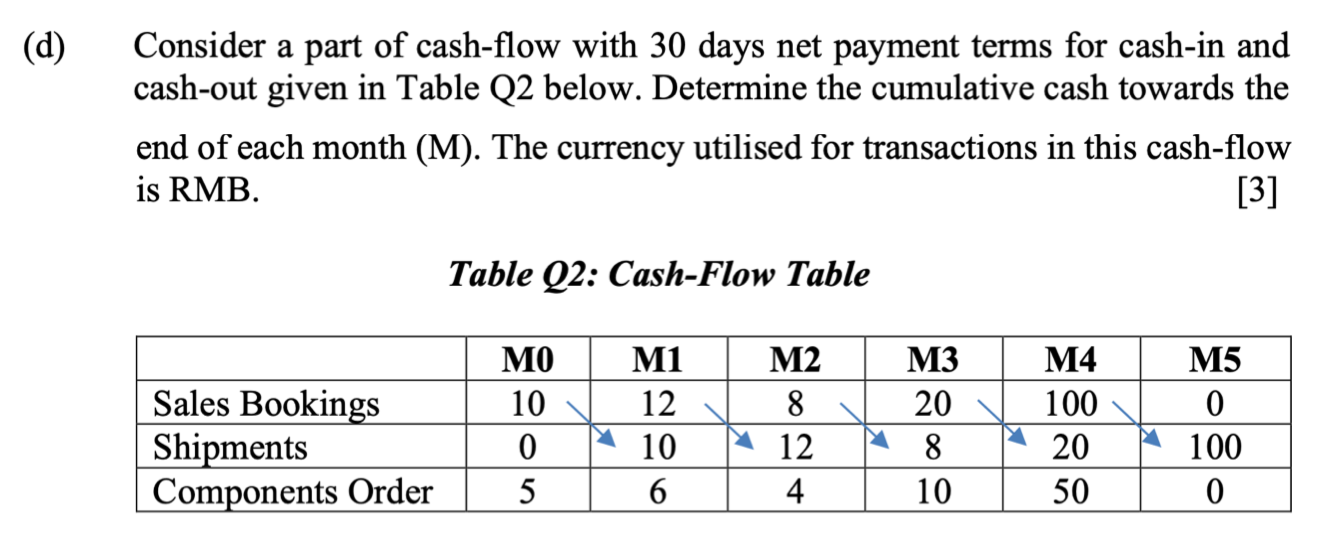 (d) Consider a part of cash-flow with 30 days net payment terms for cash-in and
cash-out given in Table Q2 below. Determine the cumulative cash towards the
end of each month (M). The currency utilised for transactions in this cash-flow
is RMB. [3]
Table Q2: Cash-Flow Table
M0 M1 M2 M3 M4 M5
Sales Bookings 10 12 8 20 100 0
Shipments 0 10 12 8 20 100
Components Order 5 6 4 10 50 0